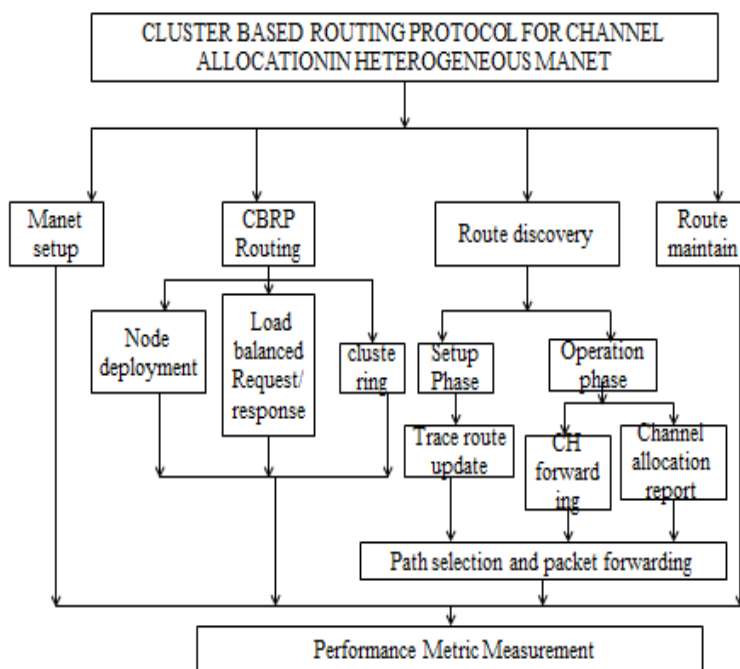 CLUSTER BASED ROUTING PROTOCOL FOR CHANNEL
ALLOCATIONIN HETEROGENEOUS MANET
Manet
setup
CBRP
Routing
Route discovery
Route
maintain
Node
deployment
Load
balanced
Request/
response
cluste
ring
Setup
Phase
Operation
phase
Trace route
update
CH
forward
ing
Channel
allocation
report
Path selection and packet forwarding
Performance Metric Measurement